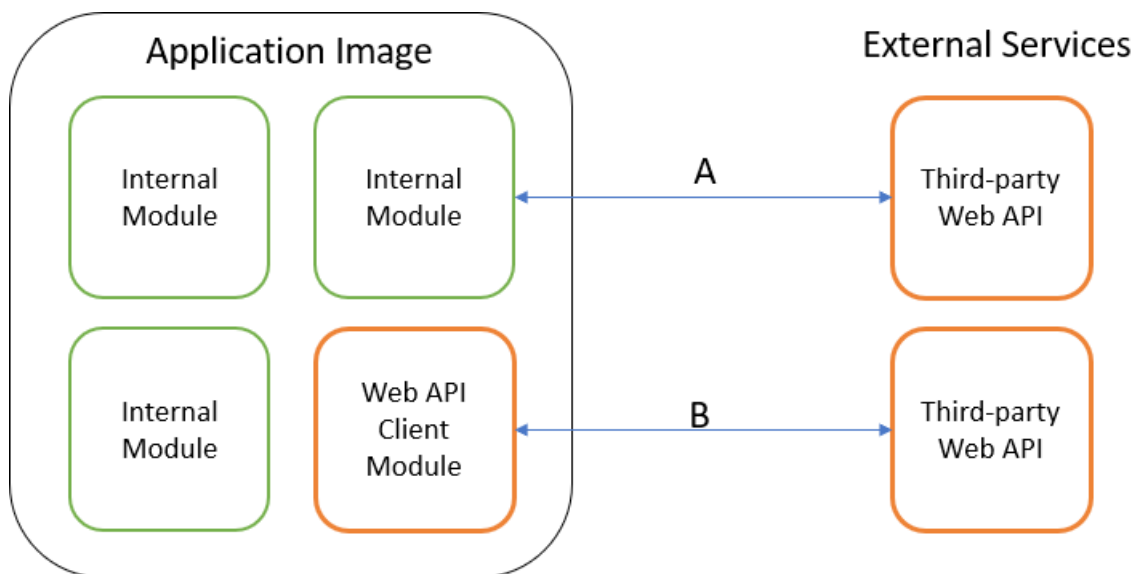 Application Image
External Services
Internal
Module
Internal
Module
A
Third-party
Web API
Internal
Module
Web API
Client
Module
B
Third-party
Web API